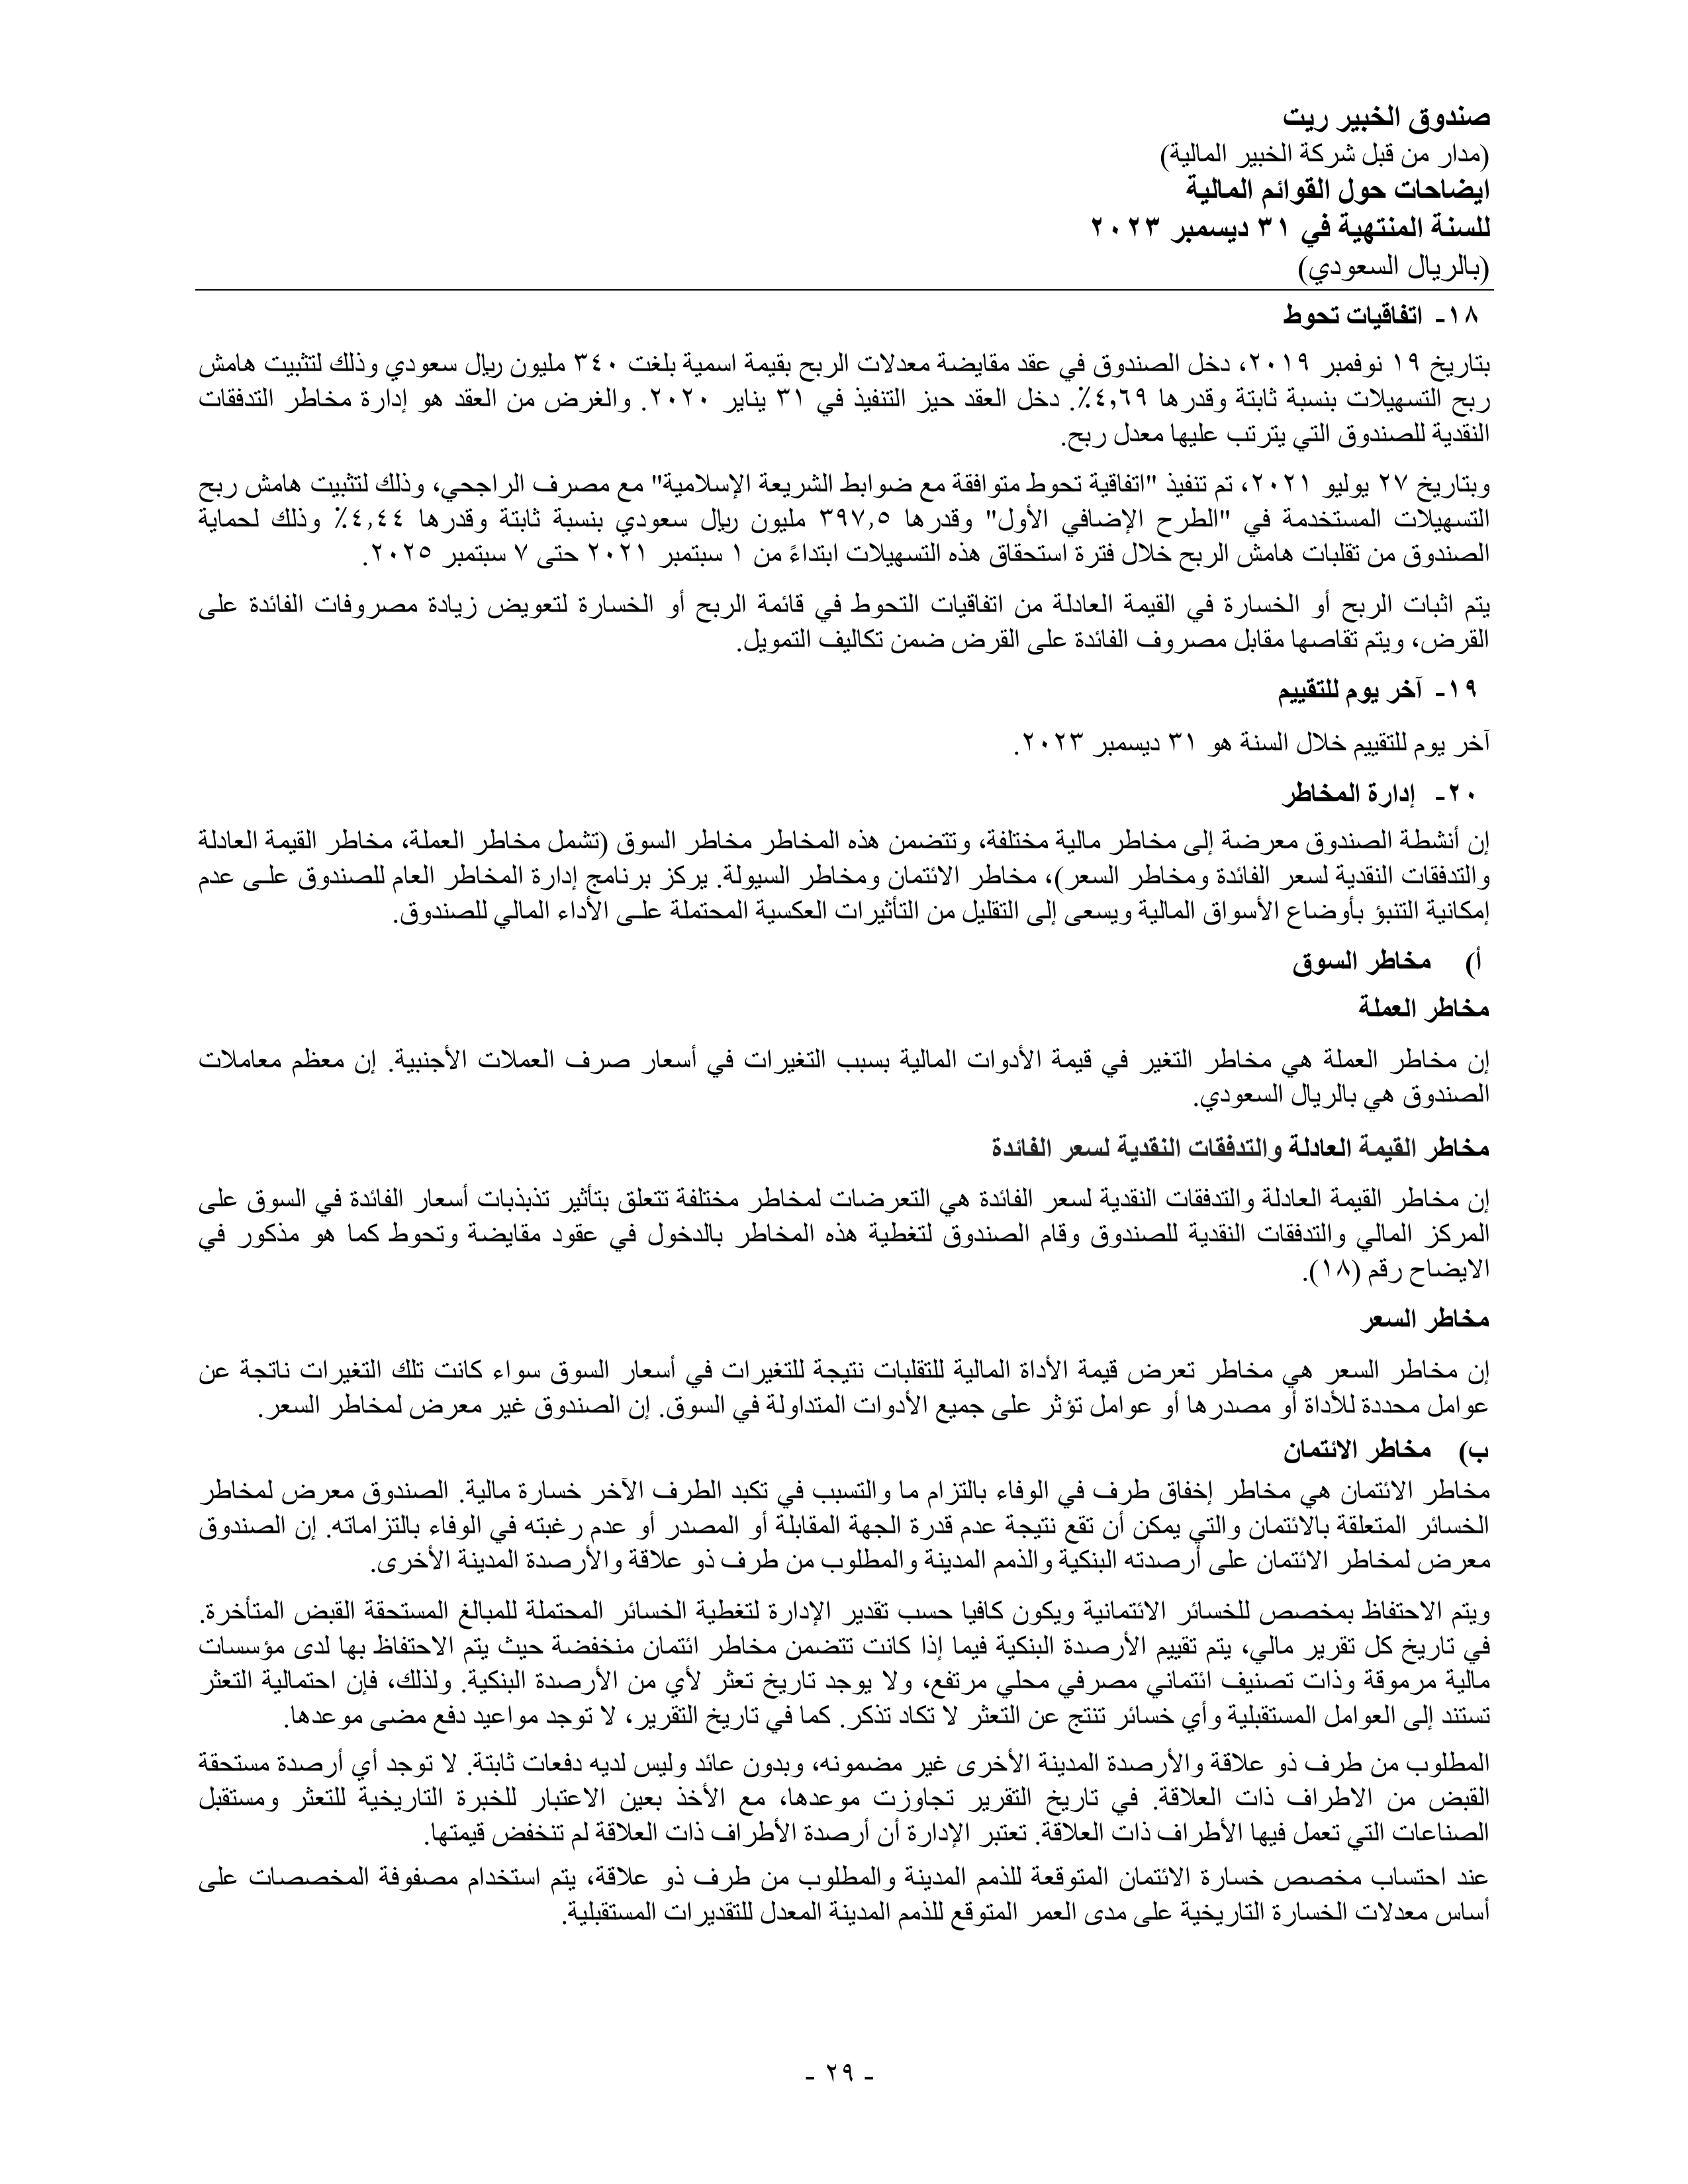 صندوق الخبير ريت
(مدار من قبل شركة الخبير المالية)
ايضاحات حول القوائم المالية
للسنة المنتهية في ٣١ ديسمبر ٢٠٢٣
(بالريال السعودي)
١٨- اتفاقيات تحوط
بتاريخ ١٩ نوفمبر ٢٠١٩، دخل الصندوق في عقد مقايضة معدلات الربح بقيمة اسمية بلغت ٣٤٠ مليون ريال سعودي وذلك لتثبيت هامش
ربح التسهيلات بنسبة ثابتة وقدرها ٤,٦٩٪. دخل العقد حيز التنفيذ في ٣١ يناير ٢٠٢٠. والغرض من العقد هو إدارة مخاطر التدفقات
النقدية للصندوق التي يترتب عليها معدل ربح.
وبتاريخ ٢٧ يوليو ٢٠٢١، تم تنفيذ "اتفاقية تحوط متوافقة مع ضوابط الشريعة الإسلامية" مع مصرف الراجحي، وذلك لتثبيت هامش ربح
التسهيلات المستخدمة في "الطرح الإضافي الأول" وقدرها ٣٩٧,٥ مليون ريال سعودي بنسبة ثابتة وقدرها ٤,٤٤٪ وذلك لحماية
الصندوق من تقلبات هامش الربح خلال فترة استحقاق هذه التسهيلات ابتداءً من ١ سبتمبر ٢٠٢١ حتى ٧ سبتمبر ٢٠٢٥.
يتم اثبات الربح أو الخسارة في القيمة العادلة من اتفاقيات التحوط في قائمة الربح أو الخسارة لتعويض زيادة مصروفات الفائدة على
القرض، ويتم تقاصها مقابل مصروف الفائدة على القرض ضمن تكاليف التمويل.
١٩- آخر يوم للتقييم
آخر يوم للتقييم خلال السنة هو ٣١ ديسمبر ٢٠٢٣.
٢٠- إدارة المخاطر
إن أنشطة الصندوق معرضة إلى مخاطر مالية مختلفة، وتتضمن هذه المخاطر مخاطر السوق (تشمل مخاطر العملة، مخاطر القيمة العادلة
والتدفقات النقدية لسعر الفائدة ومخاطر السعر)، مخاطر الائتمان ومخاطر السيولة. يركز برنامج إدارة المخاطر العام للصندوق علـى عدم
إمكانية التنبؤ بأوضاع الأسواق المالية ويسعى إلى التقليل من التأثيرات العكسية المحتملة علـى الأداء المالي للصندوق.
أ) مخاطر السوق
مخاطر العملة
إن مخاطر العملة هي مخاطر التغير في قيمة الأدوات المالية بسبب التغيرات في أسعار صرف العملات الأجنبية. إن معظم معاملات
الصندوق هي بالريال السعودي.
مخاطر القيمة العادلة والتدفقات النقدية لسعر الفائدة
إن مخاطر القيمة العادلة والتدفقات النقدية لسعر الفائدة هي التعرضات لمخاطر مختلفة تتعلق بتأثير تذبذبات أسعار الفائدة في السوق على
المركز المالي والتدفقات النقدية للصندوق وقام الصندوق لتغطية هذه المخاطر بالدخول في عقود مقايضة وتحوط كما هو مذكور في
الايضاح رقم (١٨).
مخاطر السعر
إن مخاطر السعر هي مخاطر تعرض قيمة الأداة المالية للتقلبات نتيجة للتغيرات في أسعار السوق سواء كانت تلك التغيرات ناتجة عن
عوامل محددة للأداة أو مصدرها أو عوامل تؤثر على جميع الأدوات المتداولة في السوق. إن الصندوق غير معرض لمخاطر السعر.
ب) مخاطر الائتمان
مخاطر الائتمان هي مخاطر إخفاق طرف في الوفاء بالتزام ما والتسبب في تكبد الطرف الآخر خسارة مالية. الصندوق معرض لمخاطر
الخسائر المتعلقة بالائتمان والتي يمكن أن تقع نتيجة عدم قدرة الجهة المقابلة أو المصدر أو عدم رغبته في الوفاء بالتزاماته. إن الصندوق
معرض لمخاطر الائتمان على أرصدته البنكية والذمم المدينة والمطلوب من طرف ذو علاقة والأرصدة المدينة الأخرى.
ويتم الاحتفاظ بمخصص للخسائر الائتمانية ويكون كافيا حسب تقدير الإدارة لتغطية الخسائر المحتملة للمبالغ المستحقة القبض المتأخرة.
في تاريخ كل تقرير مالي، يتم تقييم الأرصدة البنكية فيما إذا كانت تتضمن مخاطر ائتمان منخفضة حيث يتم الاحتفاظ بها لدى مؤسسات
مالية مرموقة وذات تصنيف ائتماني مصرفي محلي مرتفع، ولا يوجد تاريخ تعثر لأي من الأرصدة البنكية. ولذلك، فإن احتمالية التعثر
تستند إلى العوامل المستقبلية وأي خسائر تنتج عن التعثر لا تكاد تذكر. كما في تاريخ التقرير، لا توجد مواعيد دفع مضى موعدها.
المطلوب من طرف ذو علاقة والأرصدة المدينة الأخرى غير مضمونه، وبدون عائد وليس لديه دفعات ثابتة. لا توجد أي أرصدة مستحقة
القبض من الاطراف ذات العلاقة. في تاريخ التقرير تجاوزت موعدها، مع الأخذ بعين الاعتبار للخبرة التاريخية للتعثر ومستقبل
الصناعات التي تعمل فيها الأطراف ذات العلاقة. تعتبر الإدارة أن أرصدة الأطراف ذات العلاقة لم تنخفض قيمتها.
عند احتساب مخصص خسارة الائتمان المتوقعة للذمم المدينة والمطلوب من طرف ذو علاقة، يتم استخدام مصفوفة المخصصات على
أساس معدلات الخسارة التاريخية على مدى العمر المتوقع للذمم المدينة المعدل للتقديرات المستقبلية.
- ٢٩ -